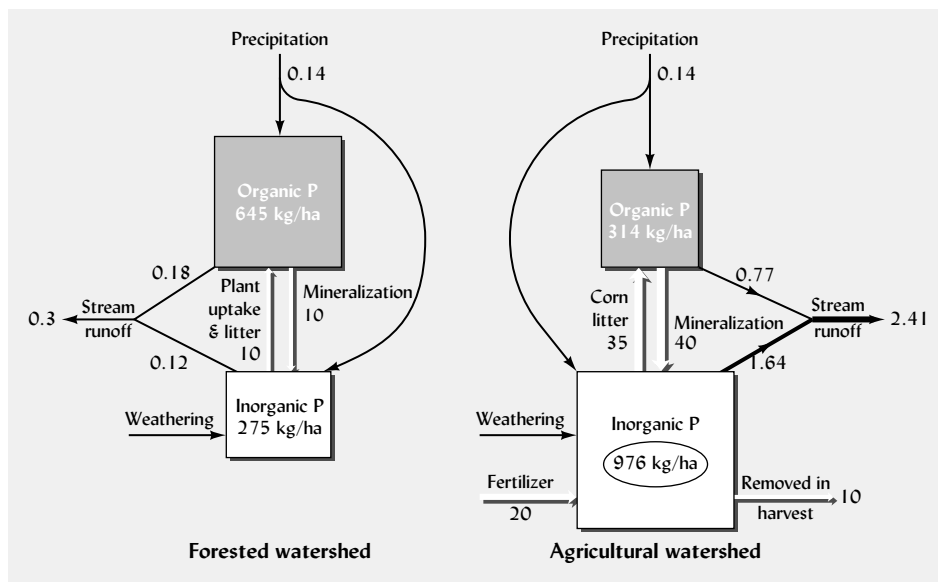 Precipitation
0.14
Organic P
645 kg/ha
0.18
Plant
uptake
& litter
10
Mineralization
10
0.3
Stream
runoff
0.12
Inorganic P
275 kg/ha
Weathering
Forested watershed
Precipitation
0.14
Organic P
314 kg/ha
0.77
Corn
litter
35
Mineralization
40
Stream
runoff
2.41
1.64
Inorganic P
976 kg/ha
Weathering
Fertilizer
20
Removed in
harvest
10
Agricultural watershed